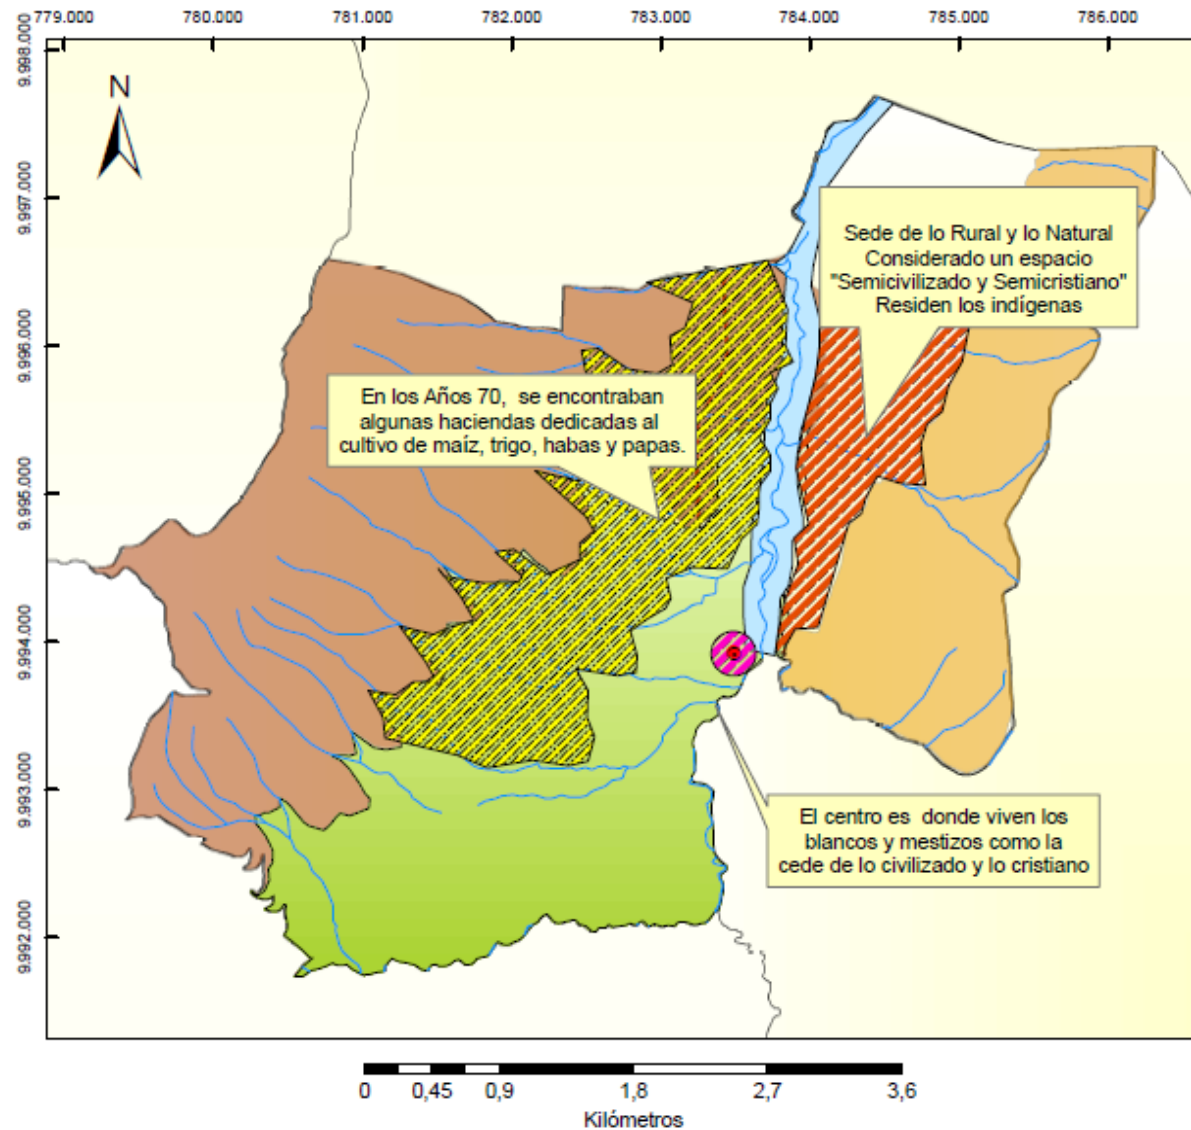 779.000 780.000 781.000 782.000 783.000 784.000 785.000 786.000
9.998.000
N
9.997.000
Sede de lo Rural y lo Natural
Considerado un espacio
"Semicivilizado y Semicristiano"
Residen los indígenas
9.996.000
En los Años 70, se encontraban
algunas haciendas dedicadas al
cultivo de maíz, trigo, habas y papas.
9.995.000
9.994.000
9.993.000
El centro es donde viven los
blancos y mestizos como la
cede de lo civilizado y lo cristiano
9.992.000
0 0,45 0,9 1,8 2,7 3,6
Kilómetros